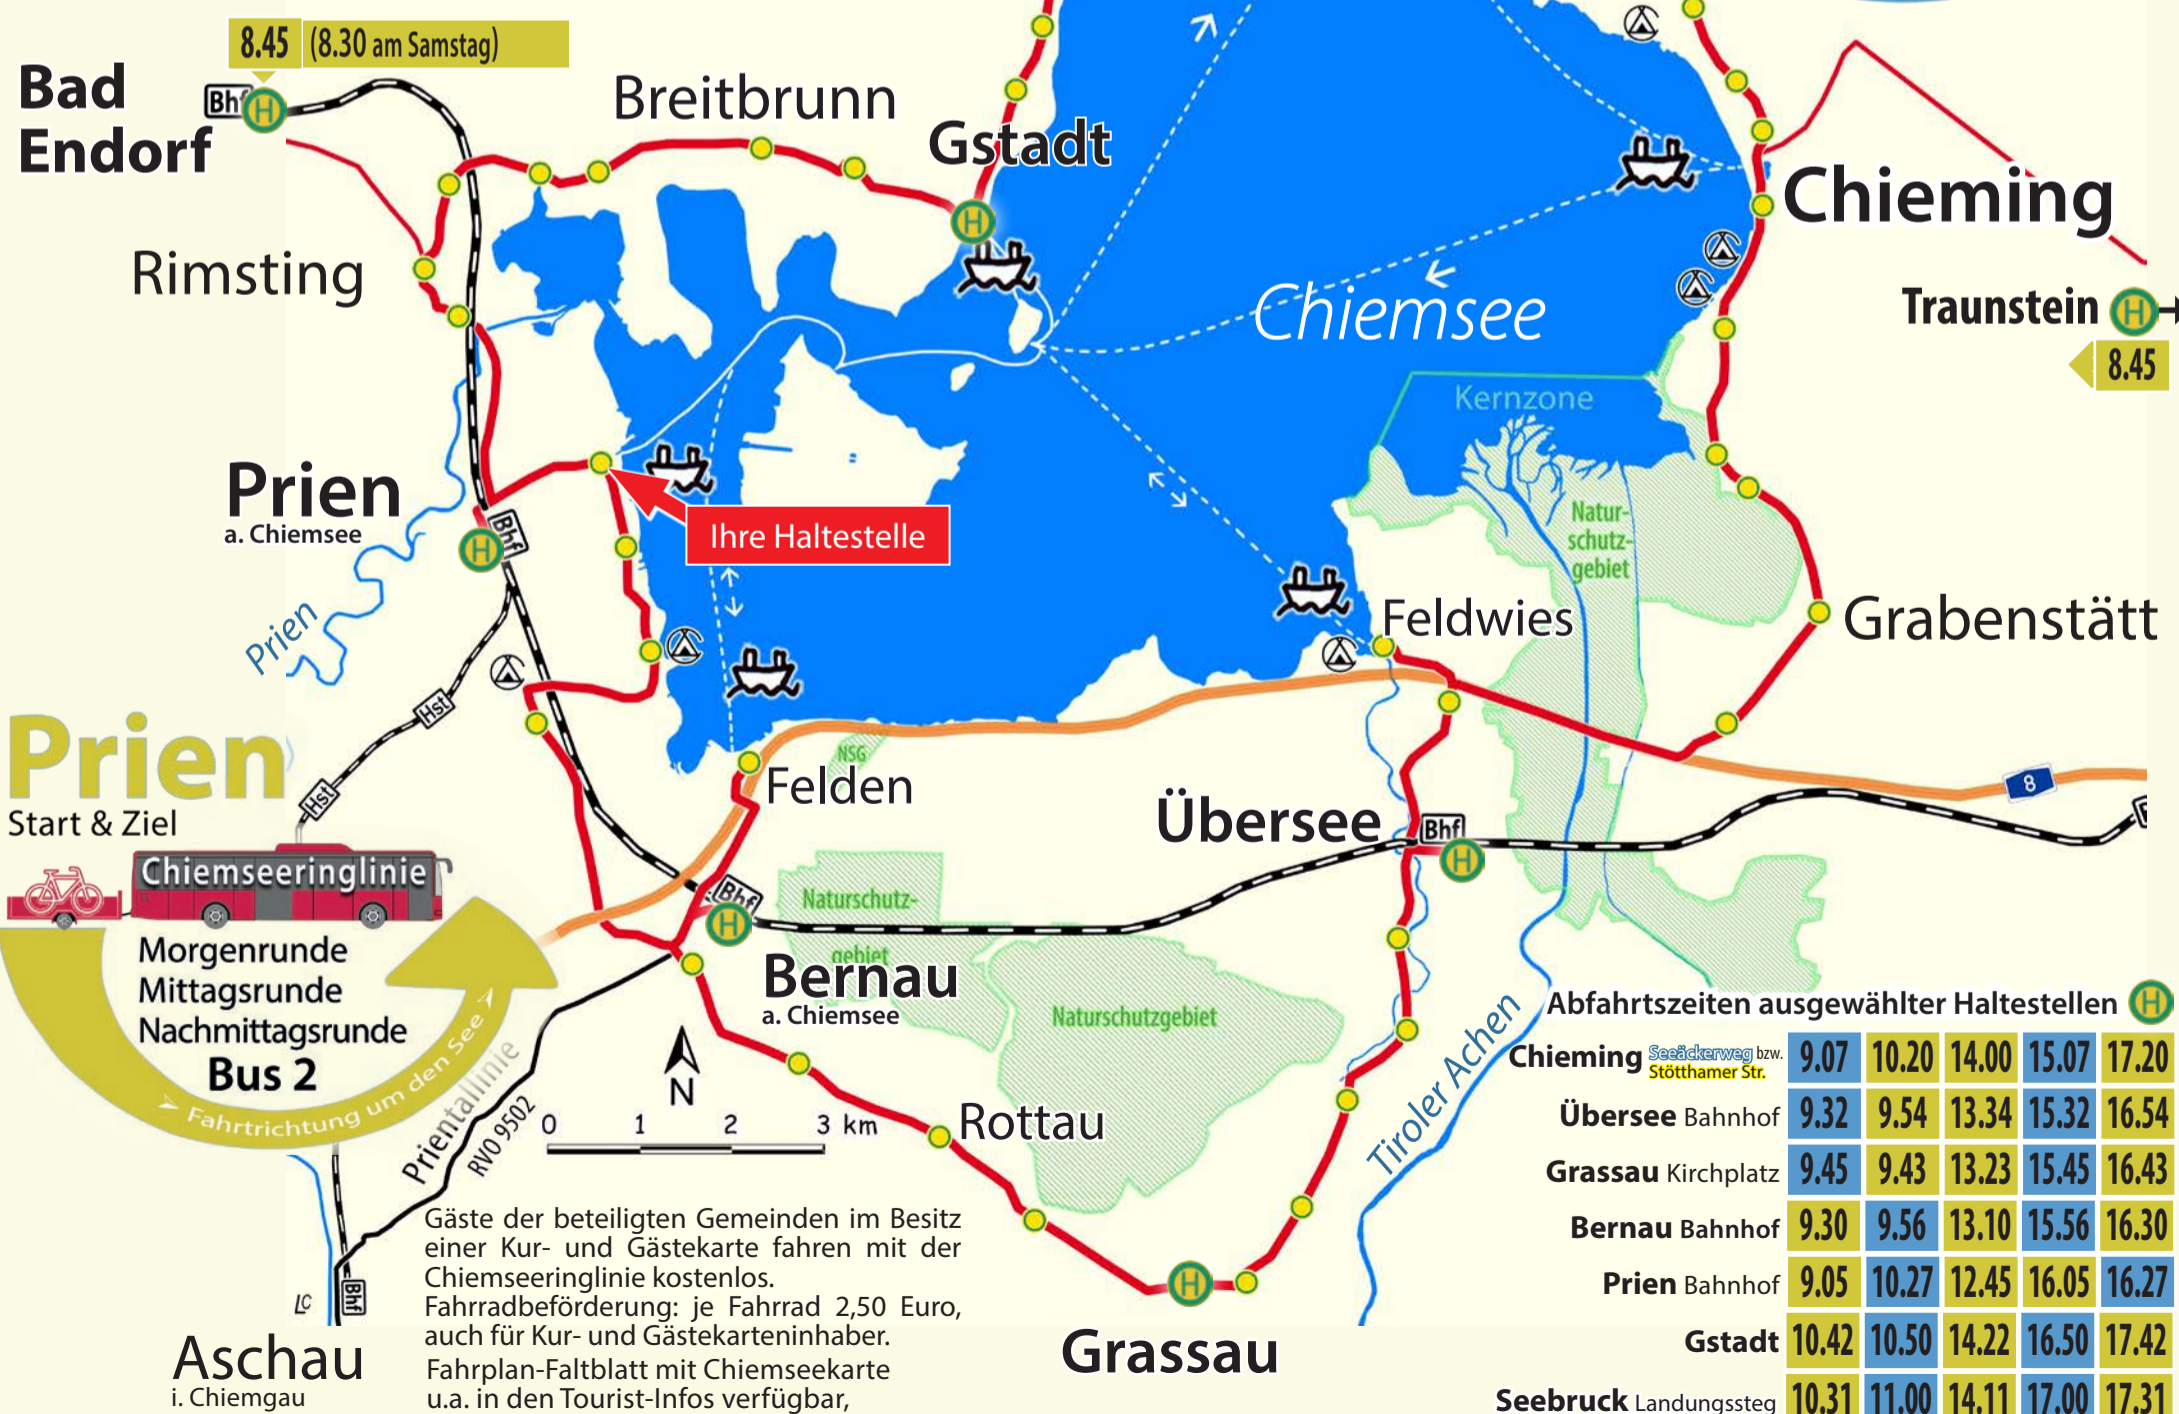 8.45 (8.30 am Samstag)
Bad
Endorf
Bhf
H
Breitbrunn
Gstadt
H
Rimsting
Chieming
Chiemsee
Traunstein H
8.45
Kernzone
Prien
a. Chiemsee
Bhf
H
Ihre Haltestelle
Natur-
schutz-
gebiet
Prien
Feldwies
Grabenstätt
Hst
Hst
Prien
Start & Ziel
NSG
Felden
8
Übersee
Bhf
H
Chiemseeringlinie
Morgenrunde
Mittagsrunde
Nachmittagsrunde
Bus 2
Fahrtrichtung um den See
Bhf
H
Naturschutz-
gebiet
Bernau
a. Chiemsee
Naturschutzgebiet
Prientallinie
RVO 9502
N
0 1 2 3 km
Rottau
Tiroler Achen
Abfahrtszeiten ausgewählter Haltestellen H
Chieming Seeäckerweg bzw. Stötthamer Str. 9.07 10.20 14.00 15.07 17.20
Übersee Bahnhof 9.32 9.54 13.34 15.32 16.54
Grassau Kirchplatz 9.45 9.43 13.23 15.45 16.43
Bernau Bahnhof 9.30 9.56 13.10 15.56 16.30
Prien Bahnhof 9.05 10.27 12.45 16.05 16.27
Gstadt 10.42 10.50 14.22 16.50 17.42
Seebruck Landungssteg 10.31 11.00 14.11 17.00 17.31
Gäste der beteiligten Gemeinden im Besitz
einer Kur- und Gästekarte fahren mit der
Chiemseeringlinie kostenlos.
Fahrradbeförderung: je Fahrrad 2,50 Euro,
auch für Kur- und Gästekarteninhaber.
Fahrplan-Faltblatt mit Chiemseekarte
u.a. in den Tourist-Infos verfügbar,
H
Grassau
LC
Bhf
Aschau
i. Chiemgau